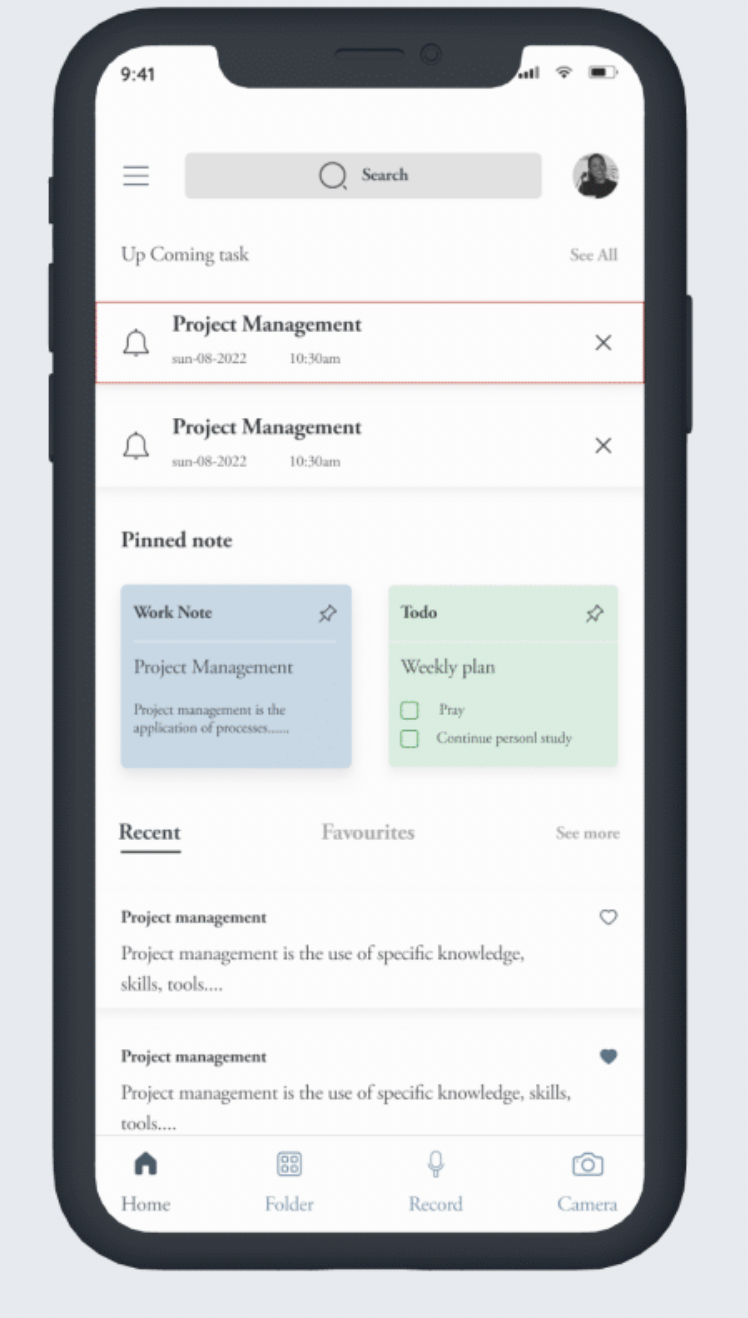 9:41
Search
Up Coming task See All
Project Management
sun-08-2022 10:30am
Project Management
sun-08-2022 10:30am
Pinned note
Work Note
Project Management
Project management is the
application of processes......
Todo
Weekly plan
Pray
Continue personl study
Recent Favourites See more
Project management
Project management is the use of specific knowledge,
skills, tools....
Project management
Project management is the use of specific knowledge, skills,
tools....
Home Folder Record Camera